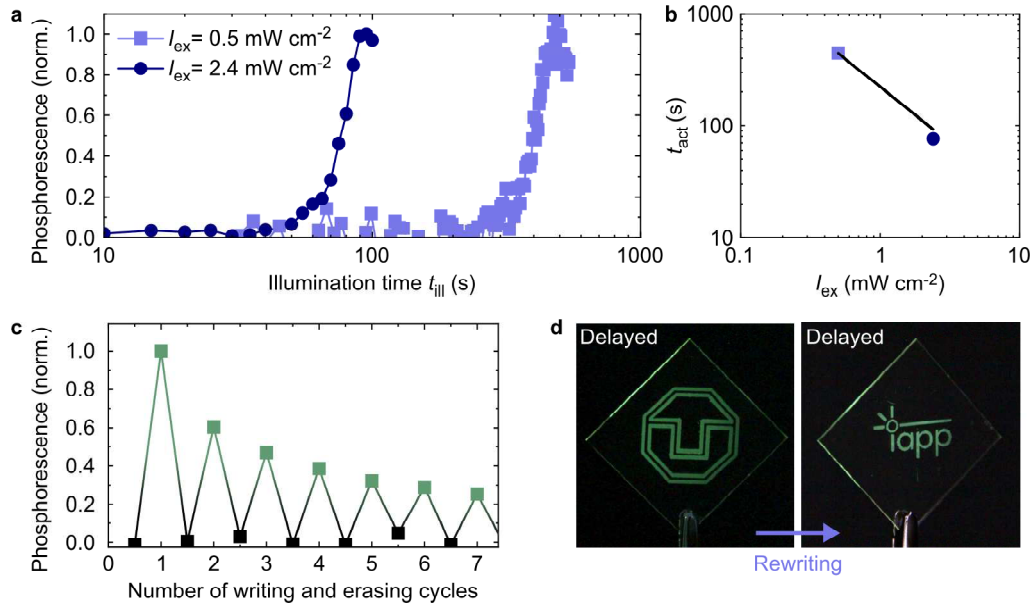 a
Phosphorescence (norm.)
1.0
0.8
0.6
0.4
0.2
0.0
I_ex = 0.5 mW cm-2
I_ex = 2.4 mW cm-2
10
100
1000
Illumination time t_ill (s)
b
t_act (s)
1000
100
10
0.1
1
10
I_ex (mW cm-2)
c
Phosphorescence (norm.)
1.0
0.8
0.6
0.4
0.2
0.0
0
1
2
3
4
5
6
7
Number of writing and erasing cycles
d
Delayed
Delayed
iapp
Rewriting